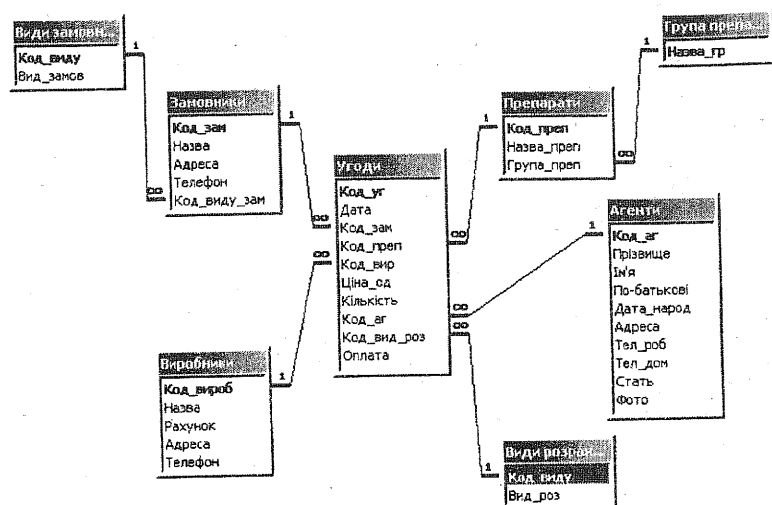 Види замовн...
Код_виду
Вид_замов
Замовники
Код_зам
Назва
Адреса
Телефон
Код_виду_зам
Угоди
Код_уг
Дата
Код_зам
Код_преп
Код_вир
Ціна_од
Кількість
Код_аг
Код_вид_роз
Оплата
Виробники
Код_вироб
Назва
Рахунок
Адреса
Телефон
Препарати
Код_преп
Назва_преп
Група_преп
Група препа...
Назва_гр
Агенти
Код_аг
Прізвище
Ім'я
По-батькові
Дата_народ
Адреса
Тел_роб
Тел_дом
Стать
Фото
Види розрах
Код_виду
Вид_роз
1
∞
1
∞
∞
1
1
∞
1
∞
1
∞
∞
1